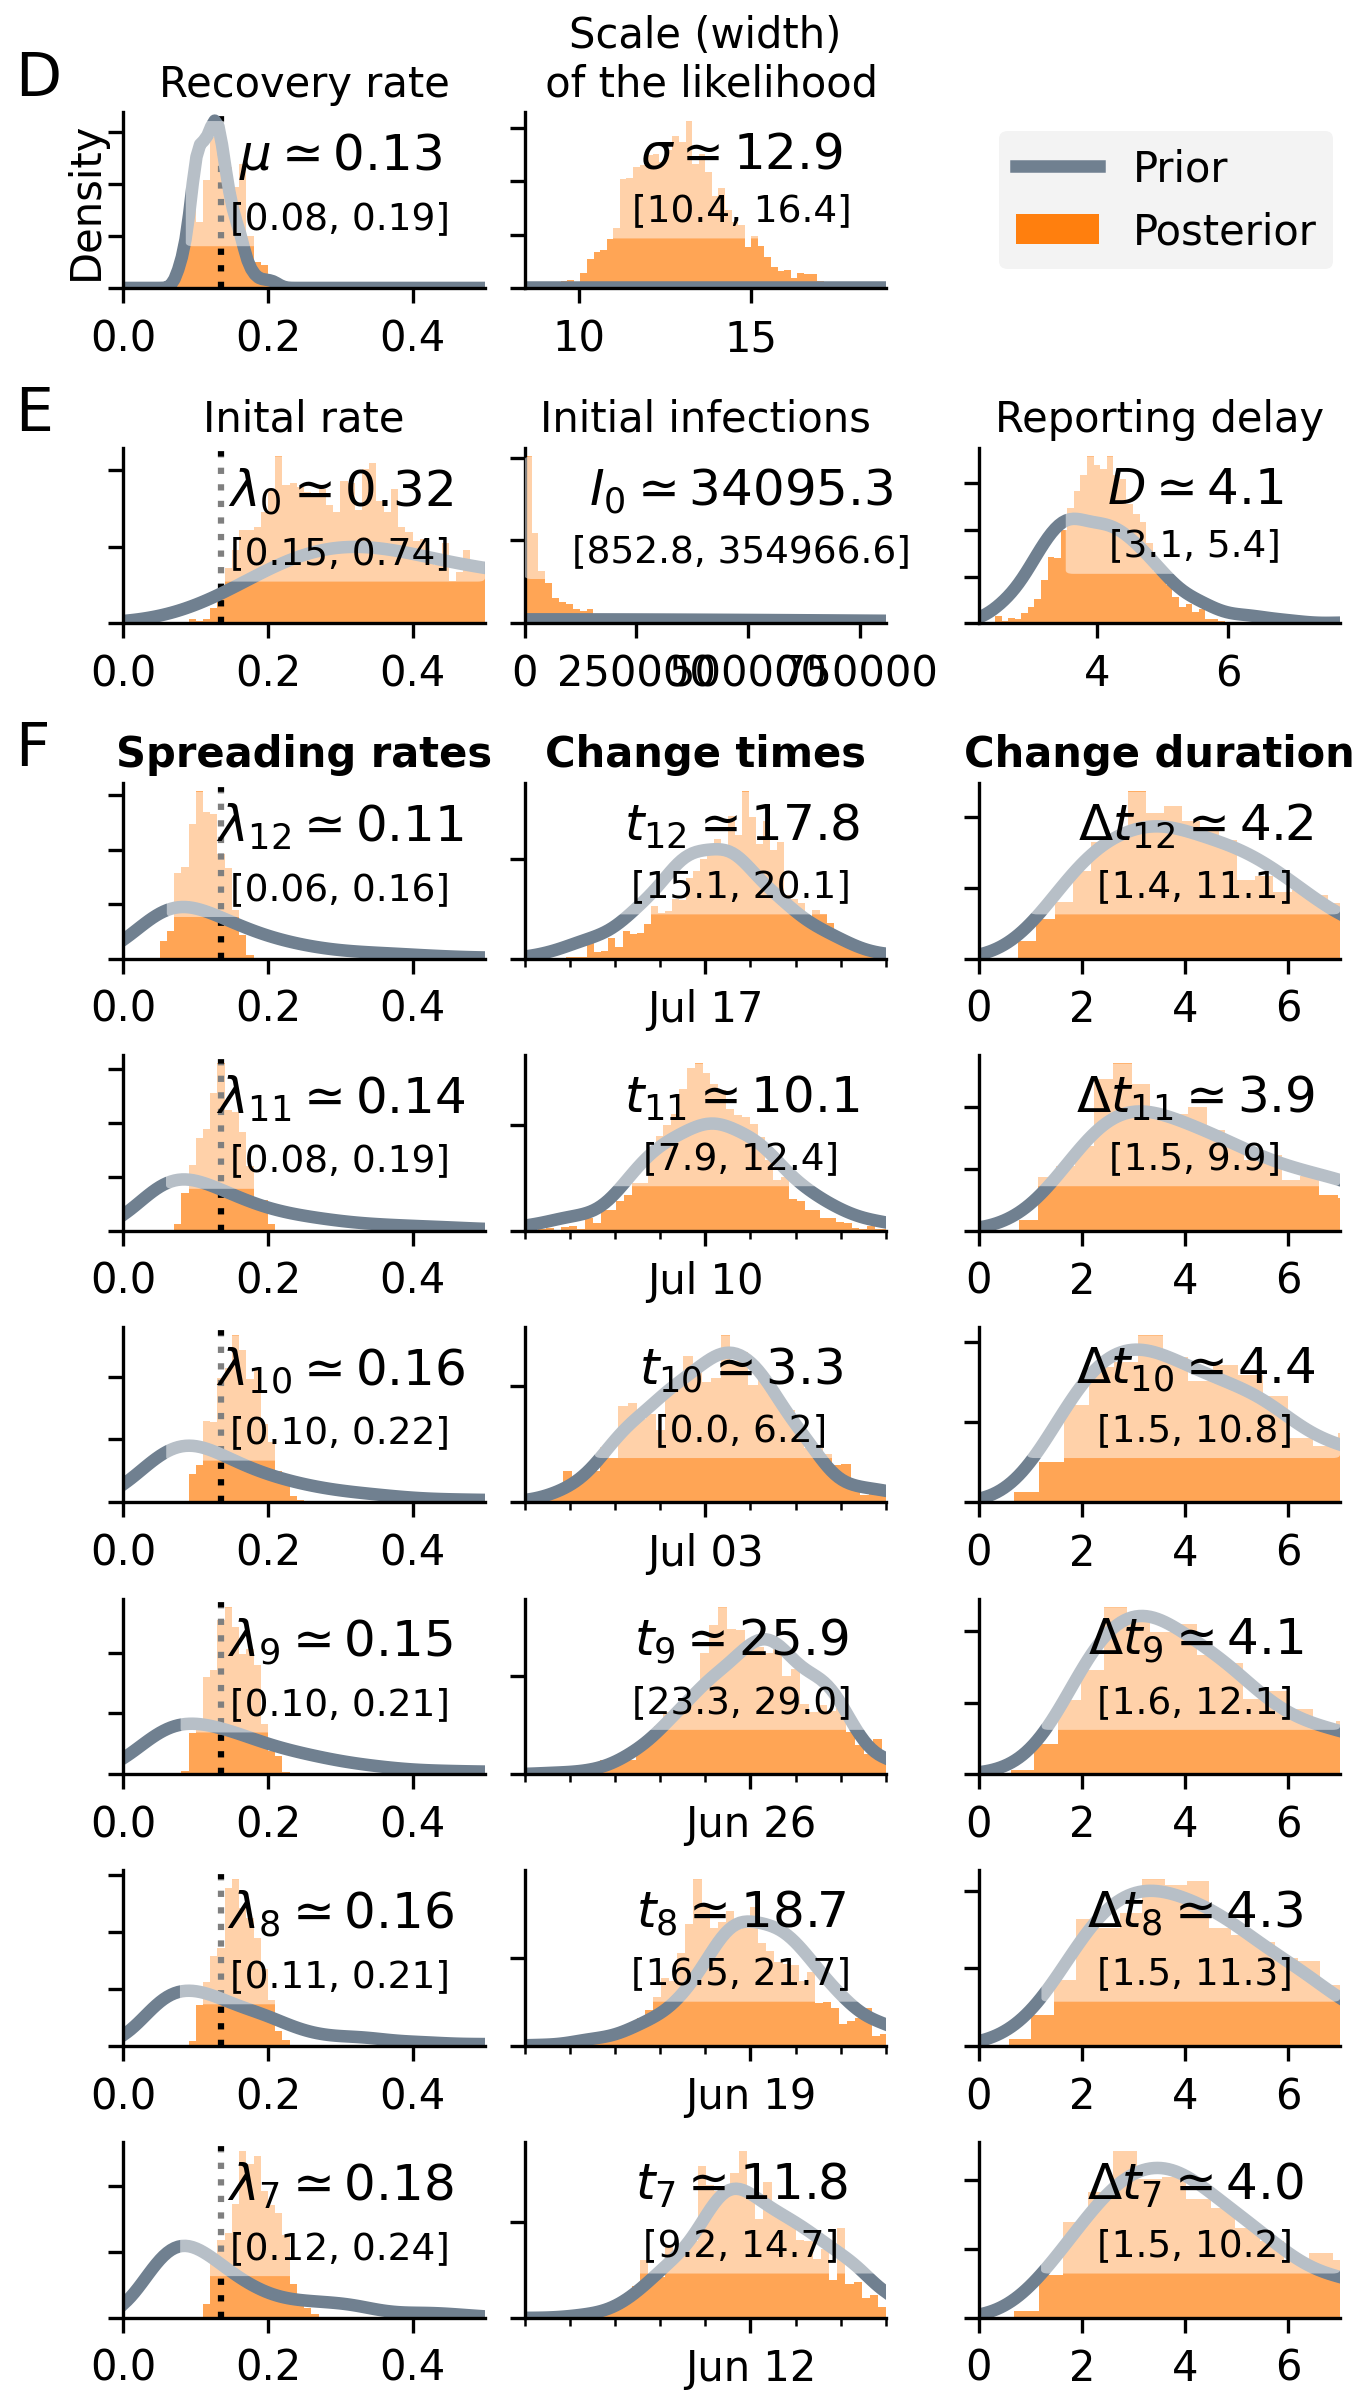 D
Recovery rate
Scale (width)
of the likelihood
Density
μ ≃ 0.13
[0.08, 0.19]
σ ≃ 12.9
[10.4, 16.4]
Prior
Posterior
0.0 0.2 0.4
10 15
E
Inital rate
Initial infections
Reporting delay
λ0 ≃ 0.32
[0.15, 0.74]
I0 ≃ 34095.3
[852.8, 354966.6]
D ≃ 4.1
[3.1, 5.4]
0.0 0.2 0.4
0 250000 500000 750000
4 6
F
Spreading rates
Change times
Change duration
λ12 ≃ 0.11
[0.06, 0.16]
t12 ≃ 17.8
[15.1, 20.1]
Δt12 ≃ 4.2
[1.4, 11.1]
0.0 0.2 0.4
Jul 17
0 2 4 6
λ11 ≃ 0.14
[0.08, 0.19]
t11 ≃ 10.1
[7.9, 12.4]
Δt11 ≃ 3.9
[1.5, 9.9]
0.0 0.2 0.4
Jul 10
0 2 4 6
λ10 ≃ 0.16
[0.10, 0.22]
t10 ≃ 3.3
[0.0, 6.2]
Δt10 ≃ 4.4
[1.5, 10.8]
0.0 0.2 0.4
Jul 03
0 2 4 6
λ9 ≃ 0.15
[0.10, 0.21]
t9 ≃ 25.9
[23.3, 29.0]
Δt9 ≃ 4.1
[1.6, 12.1]
0.0 0.2 0.4
Jun 26
0 2 4 6
λ8 ≃ 0.16
[0.11, 0.21]
t8 ≃ 18.7
[16.5, 21.7]
Δt8 ≃ 4.3
[1.5, 11.3]
0.0 0.2 0.4
Jun 19
0 2 4 6
λ7 ≃ 0.18
[0.12, 0.24]
t7 ≃ 11.8
[9.2, 14.7]
Δt7 ≃ 4.0
[1.5, 10.2]
0.0 0.2 0.4
Jun 12
0 2 4 6